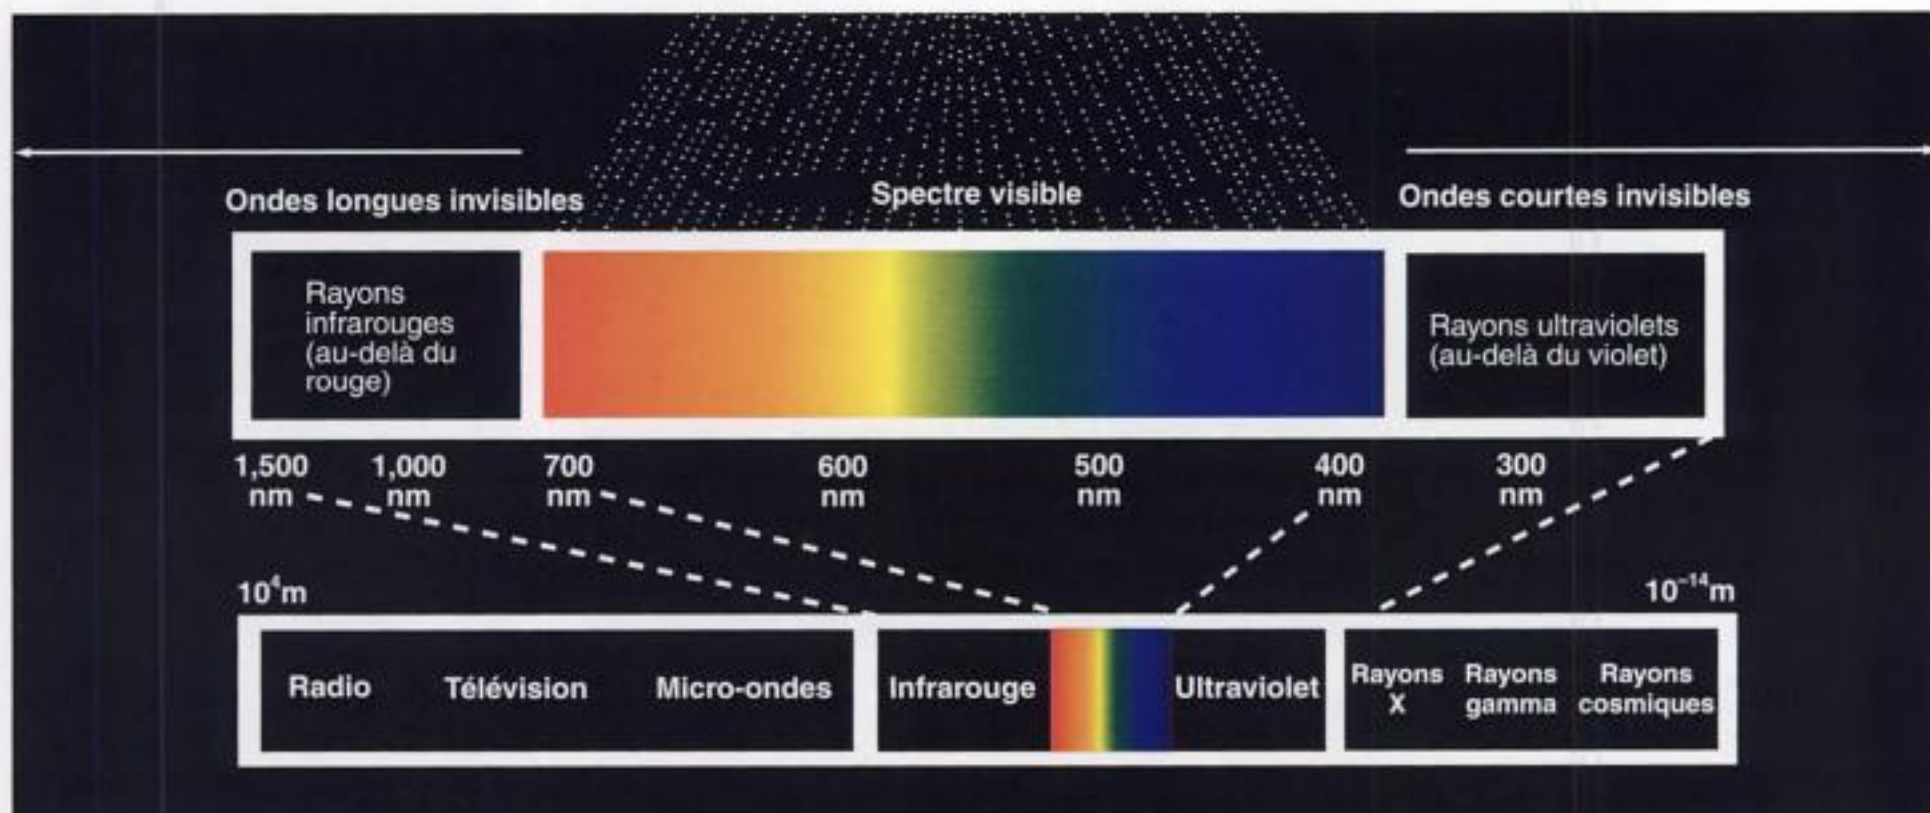 Ondes longues invisibles
Spectre visible
Ondes courtes invisibles
Rayons
infrarouges
(au-delà du
rouge)
Rayons ultraviolets
(au-delà du violet)
1,500
nm
1,000
nm
700
nm
600
nm
500
nm
400
nm
300
nm
10⁴m
10⁻¹⁴m
Radio
Télévision
Micro-ondes
Infrarouge
Ultraviolet
Rayons
X
Rayons
gamma
Rayons
cosmiques